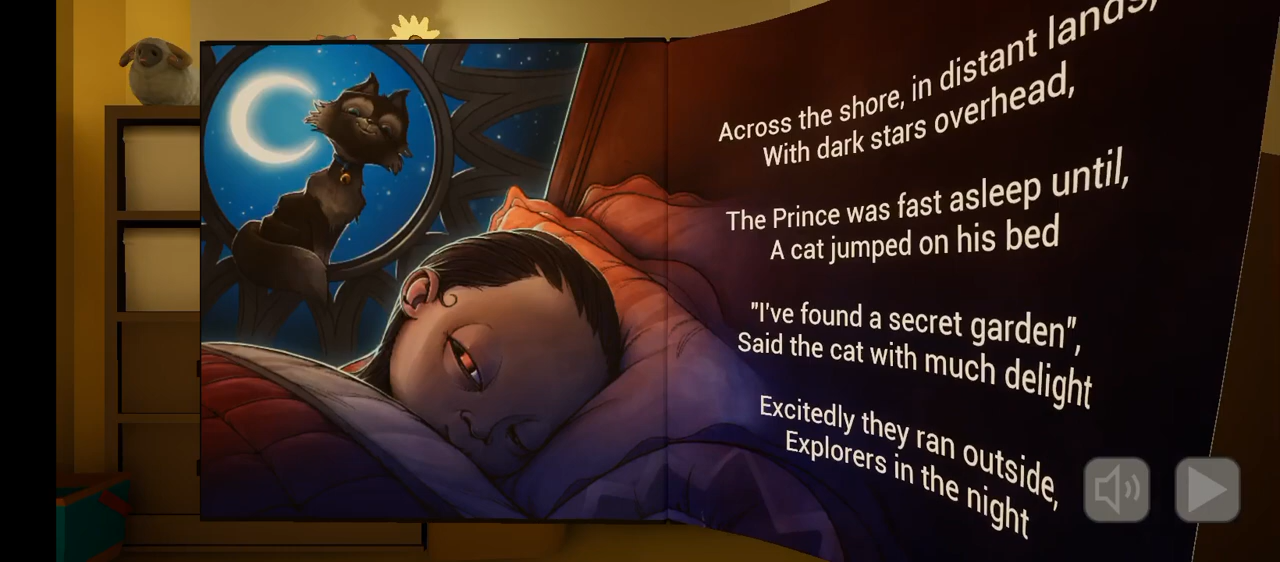 Across the shore, in distant lands,
With dark stars overhead,
The Prince was fast asleep until,
A cat jumped on his bed
"I've found a secret garden",
Said the cat with much delight
Excitedly they ran outside,
Explorers in the night